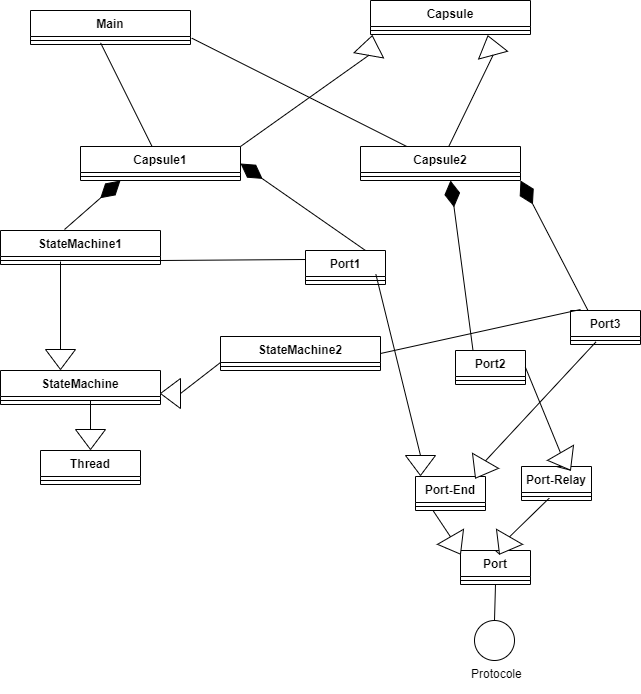 Main
Capsule
Capsule1
Capsule2
StateMachine1
Port1
Port3
StateMachine2
Port2
StateMachine
Thread
Port-End
Port-Relay
Port
Protocole